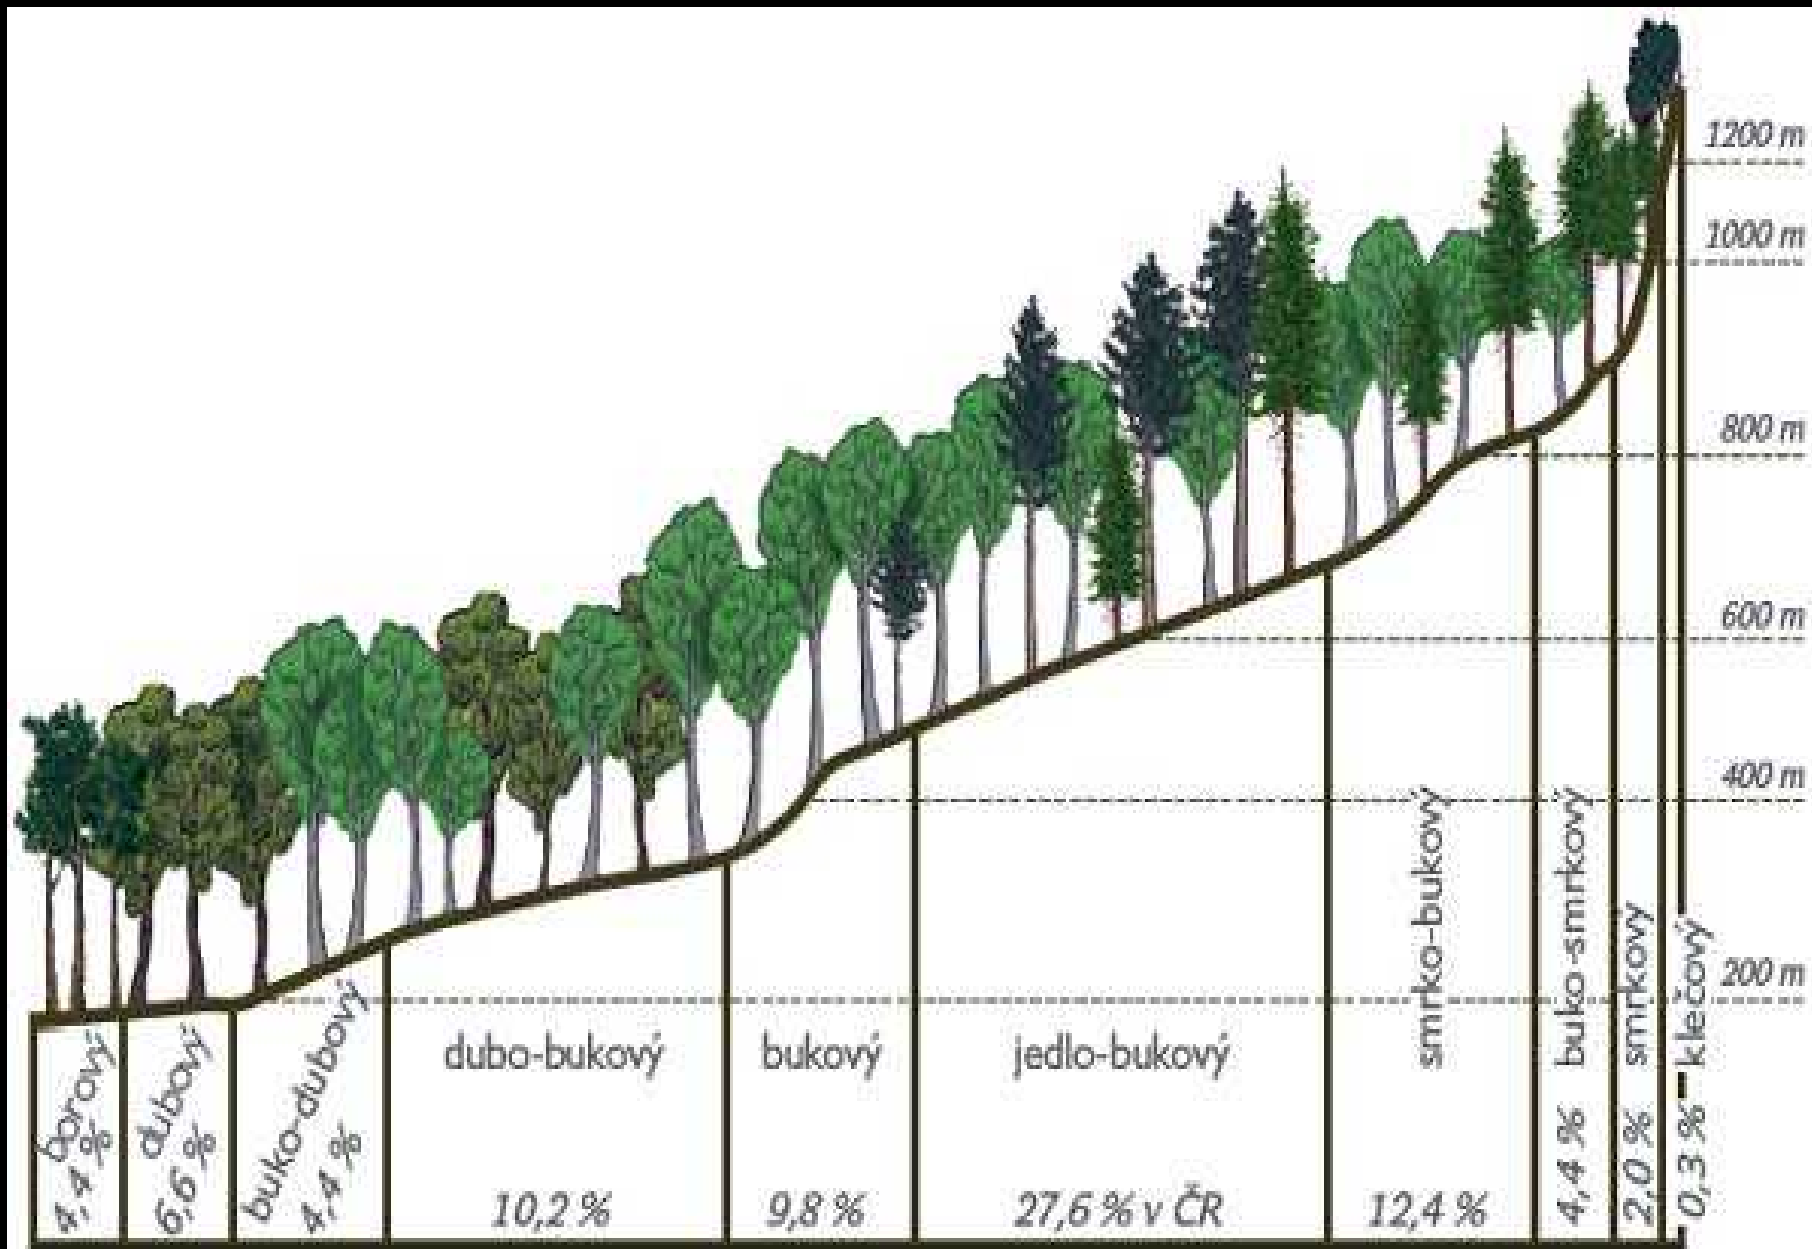 1200 m
1000 m
800 m
600 m
400 m
200 m
borový
4,4 %
dubový
6,6 %
buko-dubový
4,4 %
dubo-bukový
10,2 %
bukový
9,8 %
jedlo-bukový
27,6 % v ČR
smrko-bukový
12,4 %
buko-smrkový
4,4 %
smrkový
2,0 %
klečový
0,3 %